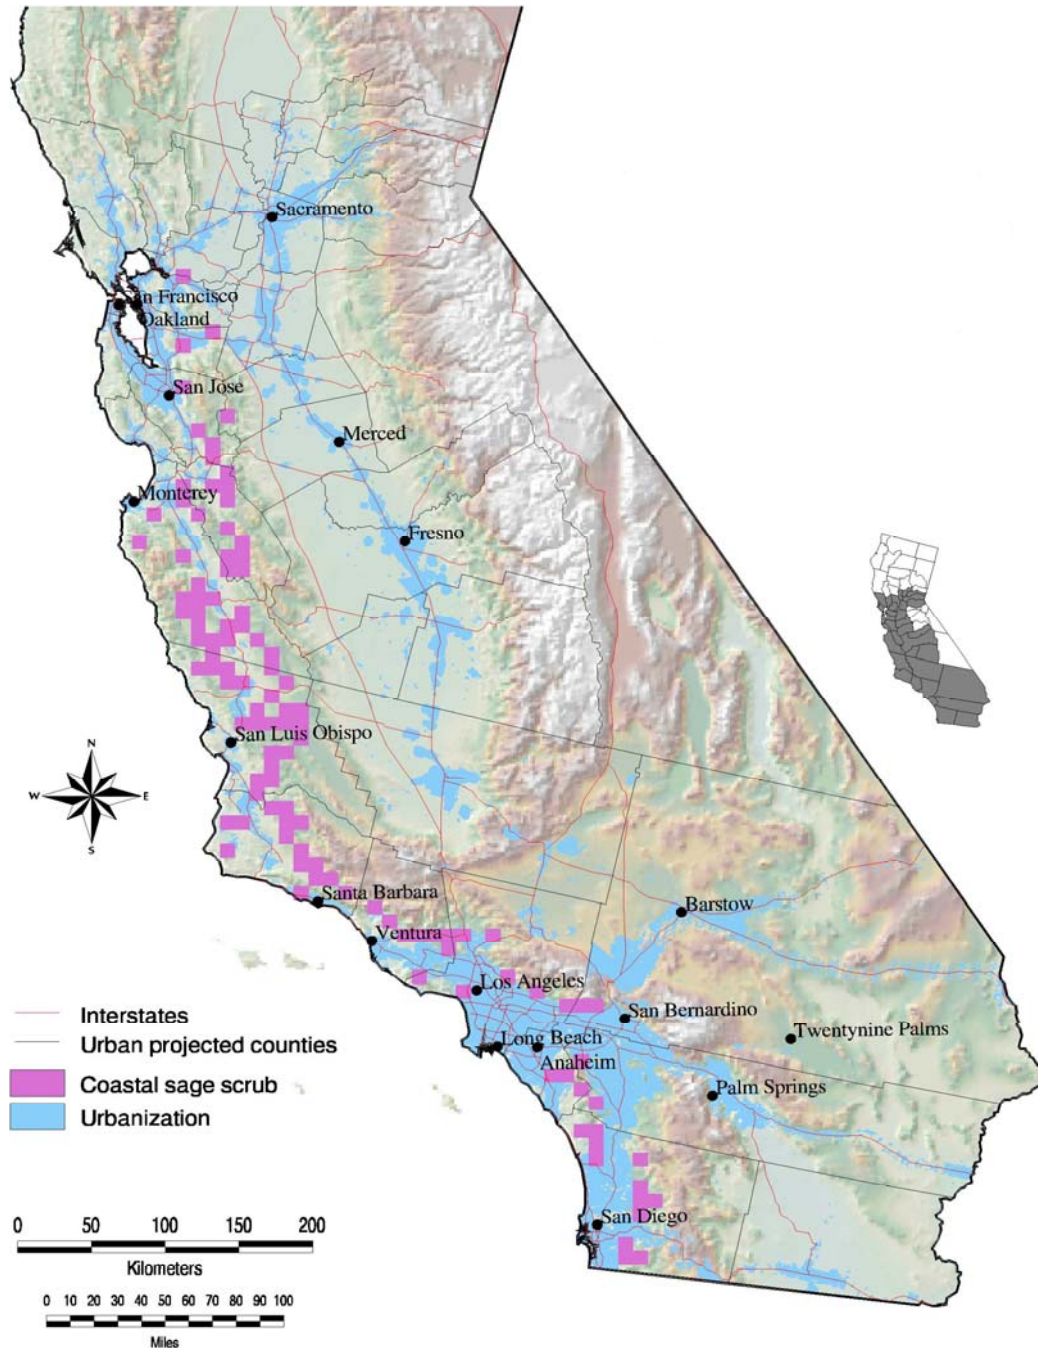 Sacramento
an Francisco
Oakland
San Jose
Merced
Monterey
Fresno
San Luis Obispo
N
W
E
S
Santa Barbara
Barstow
Ventura
Los Angeles
San Bernardino
Twentynine Palms
Long Beach
Anaheim
Palm Springs
San Diego
Interstates
Urban projected counties
Coastal sage scrub
Urbanization
0 50 100 150 200
Kilometers
0 10 20 30 40 50 60 70 80 90 100
Miles